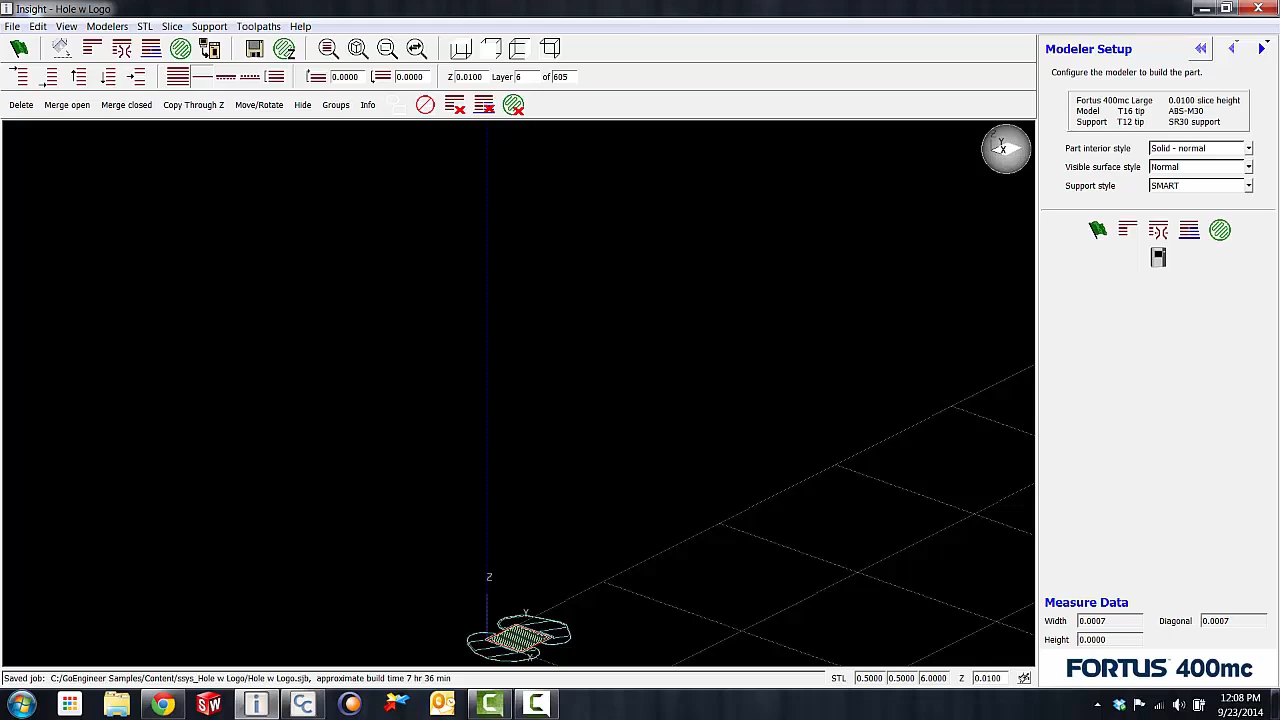 Insight - Hole w Logo
File Edit View Modelers STL Slice Support Toolpaths Help
0.0000 0.0000 Z 0.0100 Layer 6 of 605
Delete Merge open Merge closed Copy Through Z Move/Rotate Hide Groups Info
Y
X
Z
Y
X
Modeler Setup
Configure the modeler to build the part.
Fortus 400mc Large 0.0100 slice height
Model T16 tip ABS-M30
Support T12 tip SR30 support
Part interior style Solid - normal
Visible surface style Normal
Support style SMART
Measure Data
Width 0.0007 Diagonal 0.0007
Height 0.0000
FORTUS 400mc
Saved job: C:/GoEngineer Samples/Content/ssys_Hole w Logo/Hole w Logo.sjb, approximate build time 7 hr 36 min
STL 0.5000 0.5000 6.0000 Z 0.0100
SW
CC
12:08 PM
9/23/2014